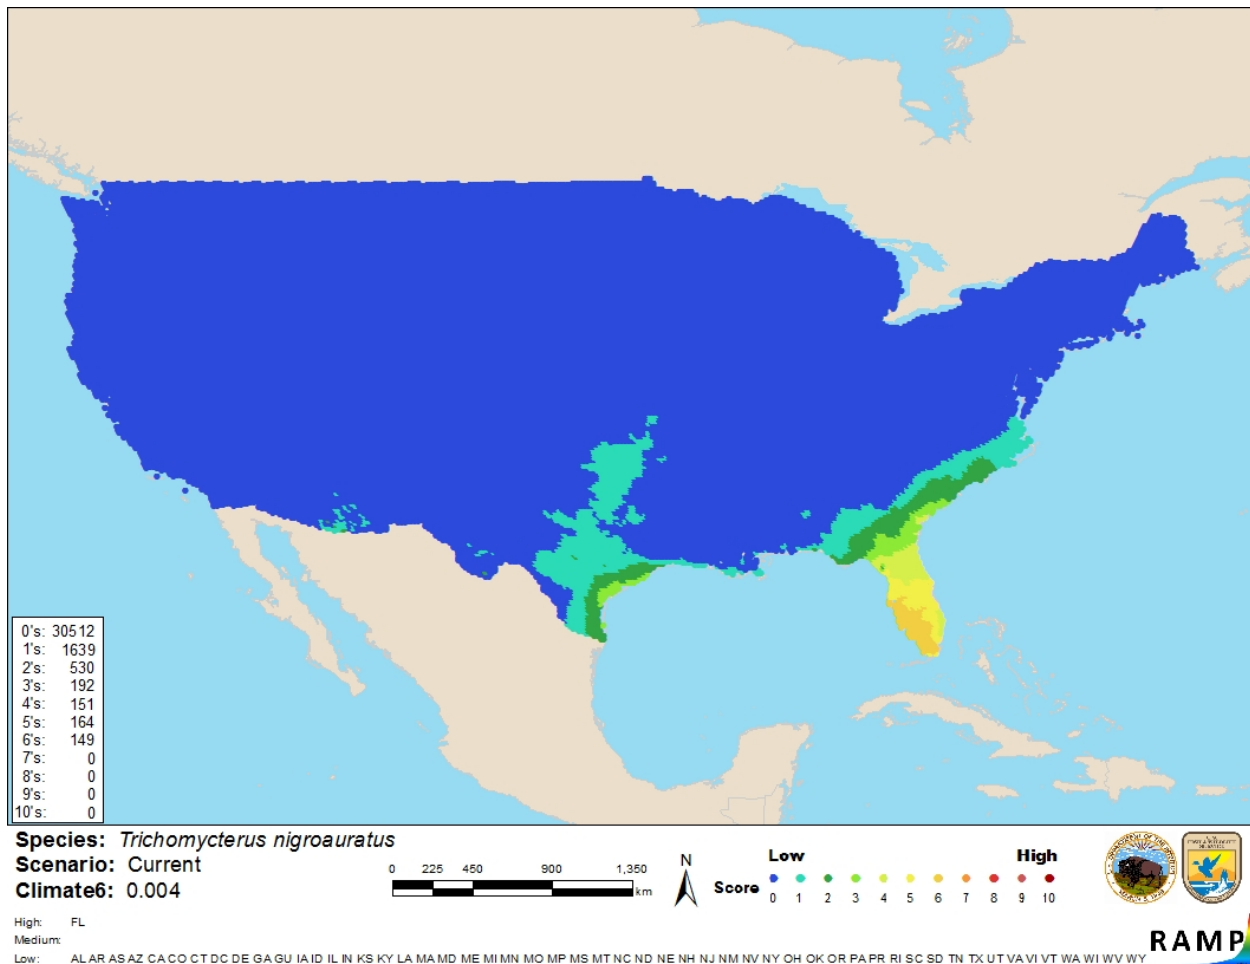 0's: 30512
1's: 1639
2's: 530
3's: 192
4's: 151
5's: 164
6's: 149
7's: 0
8's: 0
9's: 0
10's: 0
Species: Trichomycterus nigroauratus
Scenario: Current
Climate6: 0.004
0 225 450 900 1,350
km
N
Low High
Score 0 1 2 3 4 5 6 7 8 9 10
High: FL
Medium:
Low: AL AR AS AZ CA CO CT DC DE GA GU IA ID IL IN KS KY LA MA MD ME MI MN MO MP MS MT NC ND NE NH NJ NM NV NY OH OK OR PA PR RI SC SD TN TX UT VA VI VT WA WI WV WY
RAMP